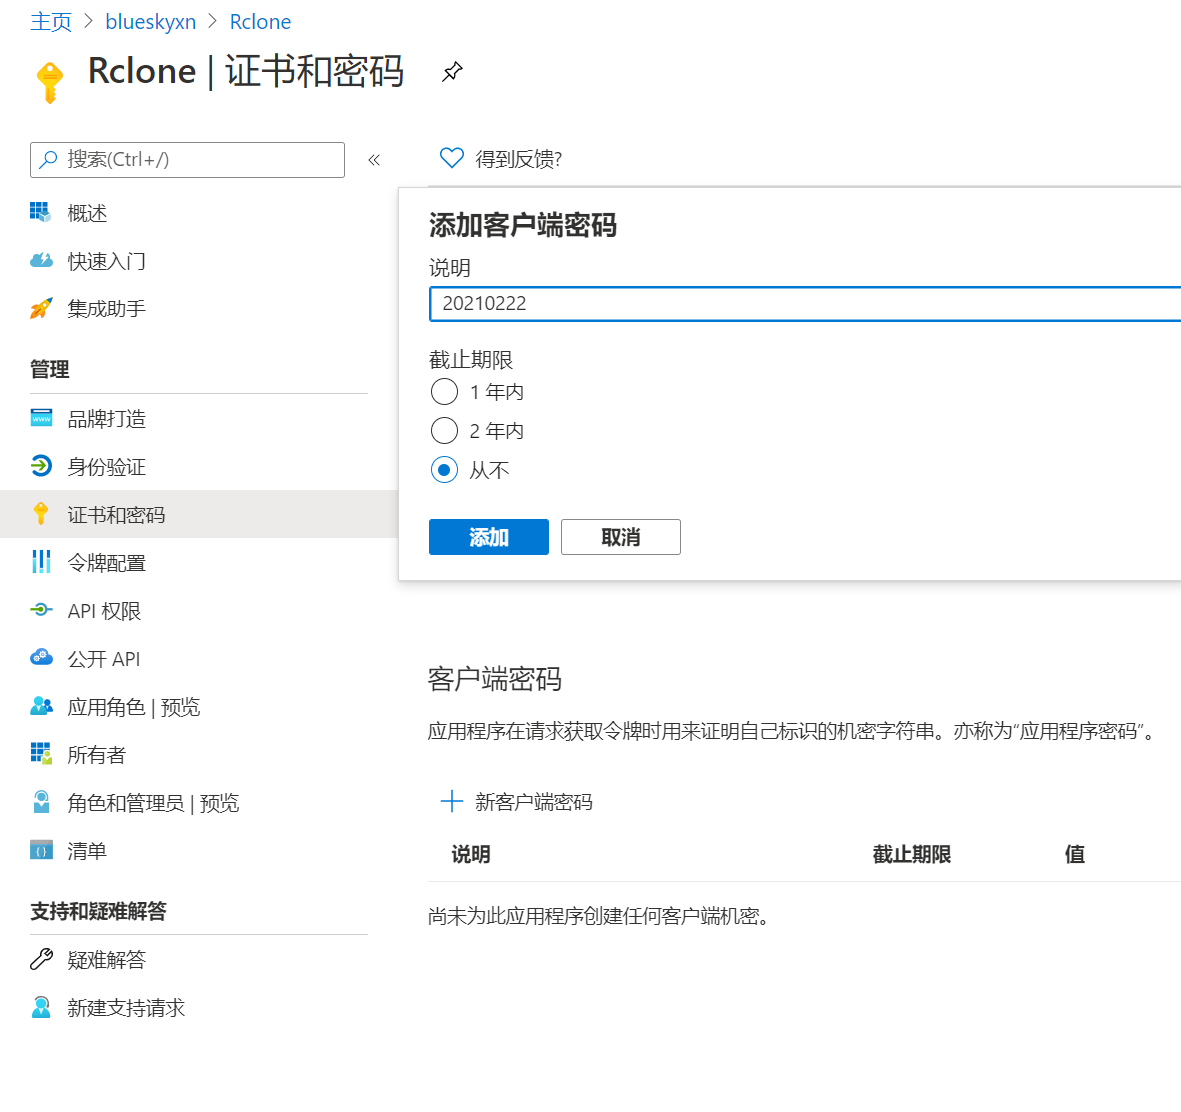 主页 > blueskyxn > Rclone
Rclone | 证书和密码
搜索(Ctrl+/)
«
得到反馈?
概述
快速入门
集成助手
管理
品牌打造
身份验证
证书和密码
令牌配置
API 权限
公开 API
应用角色 | 预览
所有者
角色和管理员 | 预览
清单
支持和疑难解答
疑难解答
新建支持请求
添加客户端密码
说明
20210222
截止期限
1 年内
2 年内
从不
添加 取消
客户端密码
应用程序在请求获取令牌时用来证明自己标识的机密字符串。亦称为“应用程序密码”。
新客户端密码
说明 截止期限 值
尚未为此应用程序创建任何客户端机密。